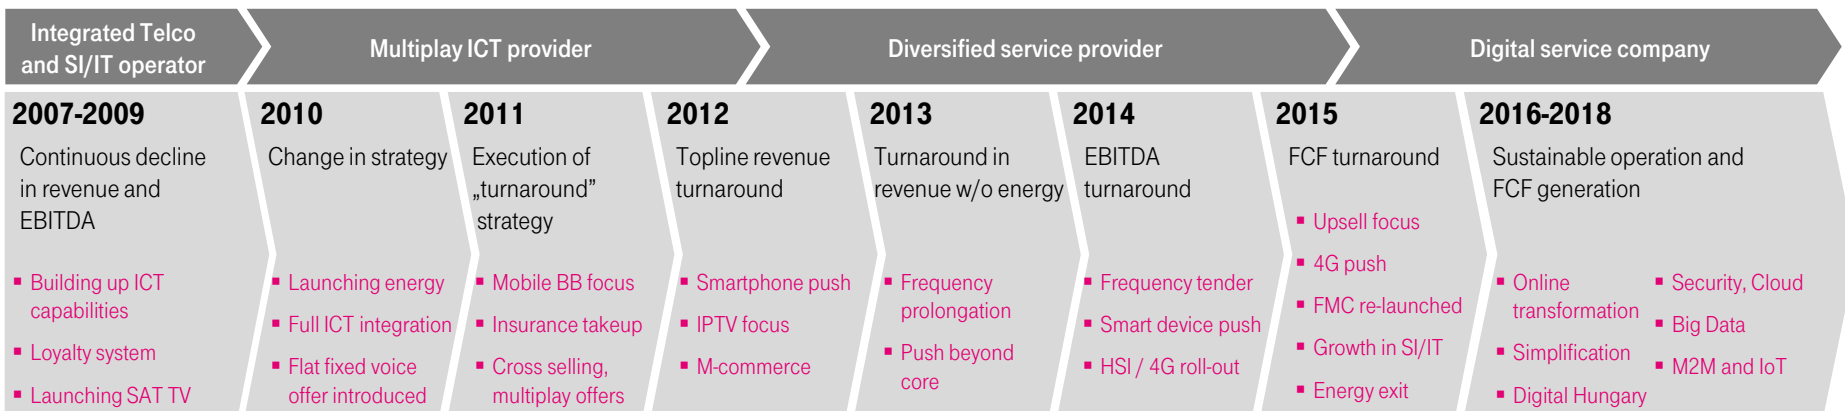 Integrated Telco
and SI/IT operator
Multiplay ICT provider
Diversified service provider
Digital service company
2007-2009
Continuous decline
in revenue and
EBITDA
▪ Building up ICT
capabilities
▪ Loyalty system
▪ Launching SAT TV
2010
Change in strategy
▪ Launching energy
▪ Full ICT integration
▪ Flat fixed voice
offer introduced
2011
Execution of
„turnaround”
strategy
▪ Mobile BB focus
▪ Insurance takeup
▪ Cross selling,
multiplay offers
2012
Topline revenue
turnaround
▪ Smartphone push
▪ IPTV focus
▪ M-commerce
2013
Turnaround in
revenue w/o energy
▪ Frequency
prolongation
▪ Push beyond
core
2014
EBITDA
turnaround
▪ Frequency tender
▪ Smart device push
▪ HSI / 4G roll-out
2015
FCF turnaround
▪ Upsell focus
▪ 4G push
▪ FMC re-launched
▪ Growth in SI/IT
▪ Energy exit
2016-2018
Sustainable operation and
FCF generation
▪ Online
transformation
▪ Simplification
▪ Digital Hungary
▪ Security, Cloud
▪ Big Data
▪ M2M and IoT